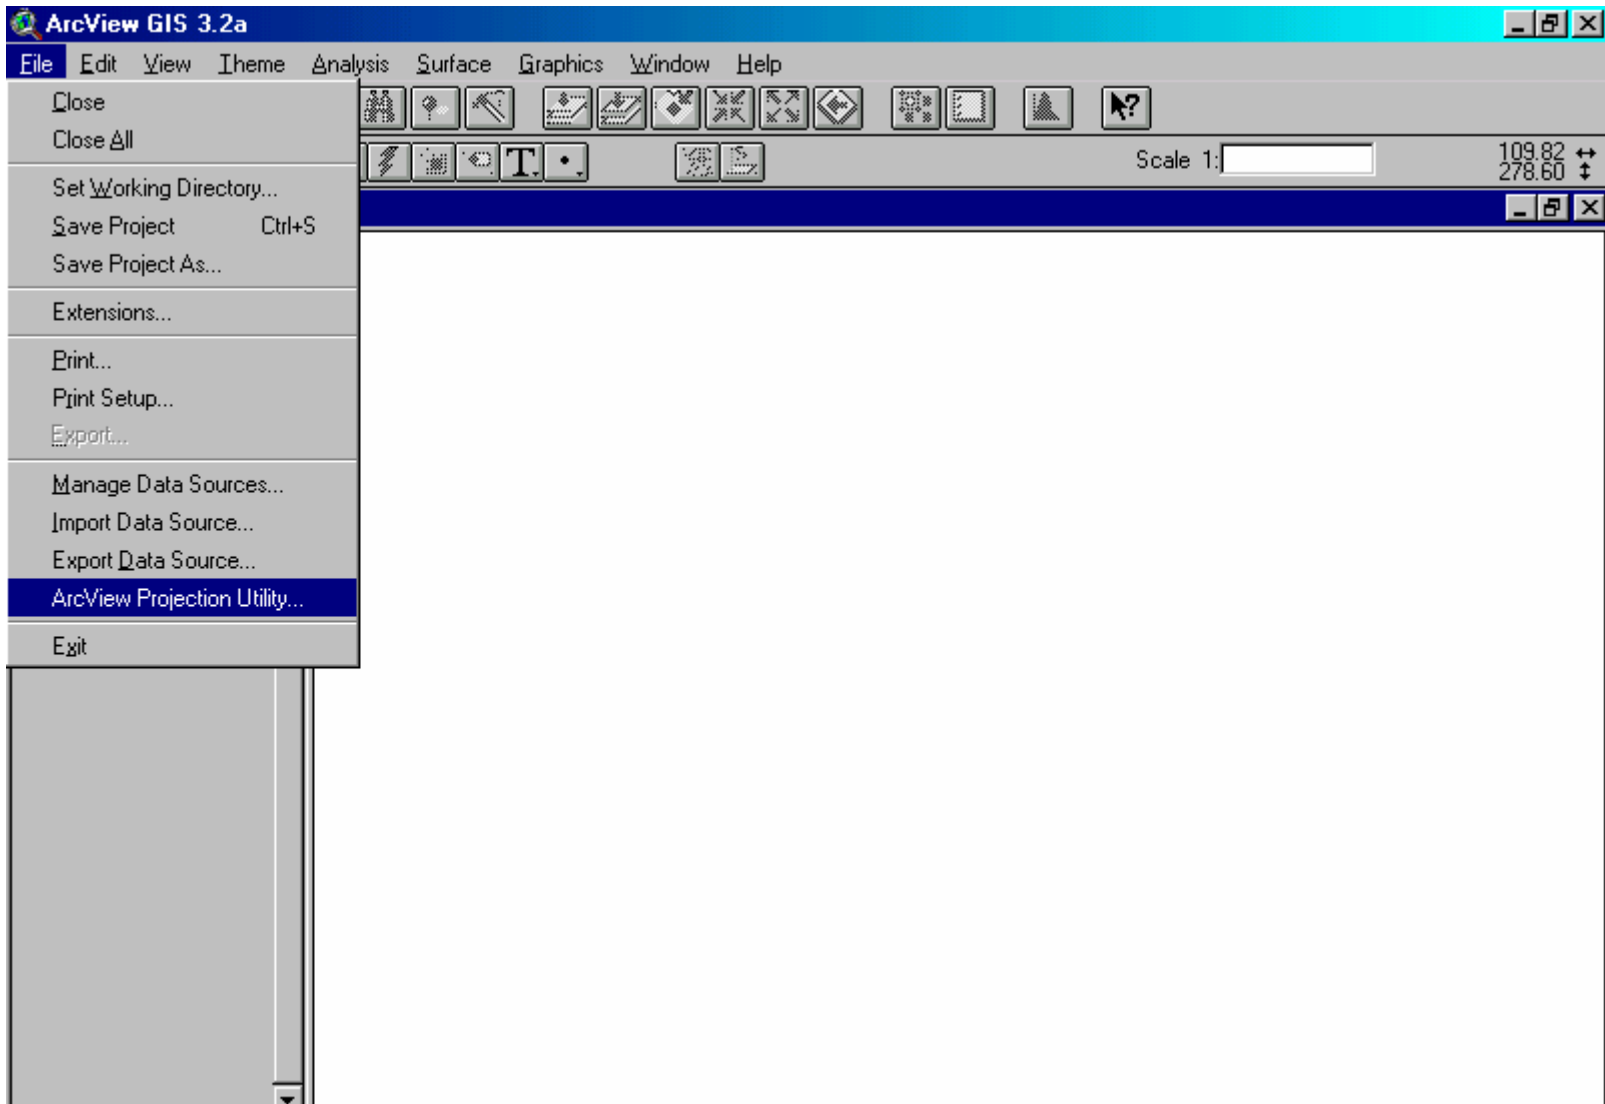 ArcView GIS 3.2a
File Edit View Theme Analysis Surface Graphics Window Help
Close
Close All
T Scale 1: 109.82
278.60
Set Working Directory...
Save Project Ctrl+S
Save Project As...
Extensions...
Print...
Print Setup...
Export...
Manage Data Sources...
Import Data Source...
Export Data Source...
ArcView Projection Utility...
Exit